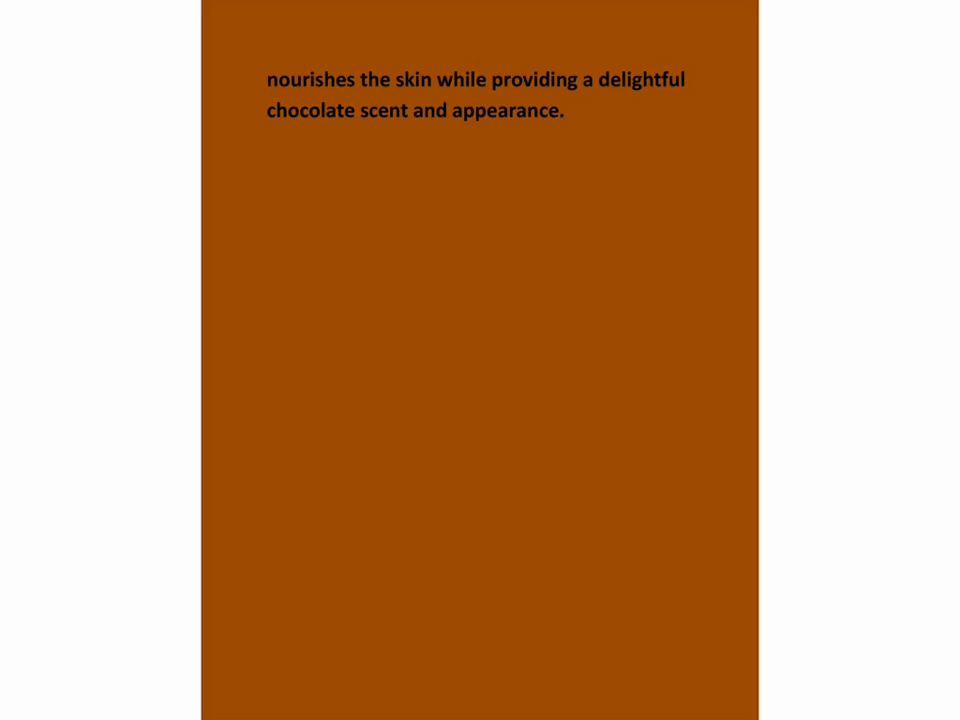 nourishes the skin while providing a delightful
chocolate scent and appearance.